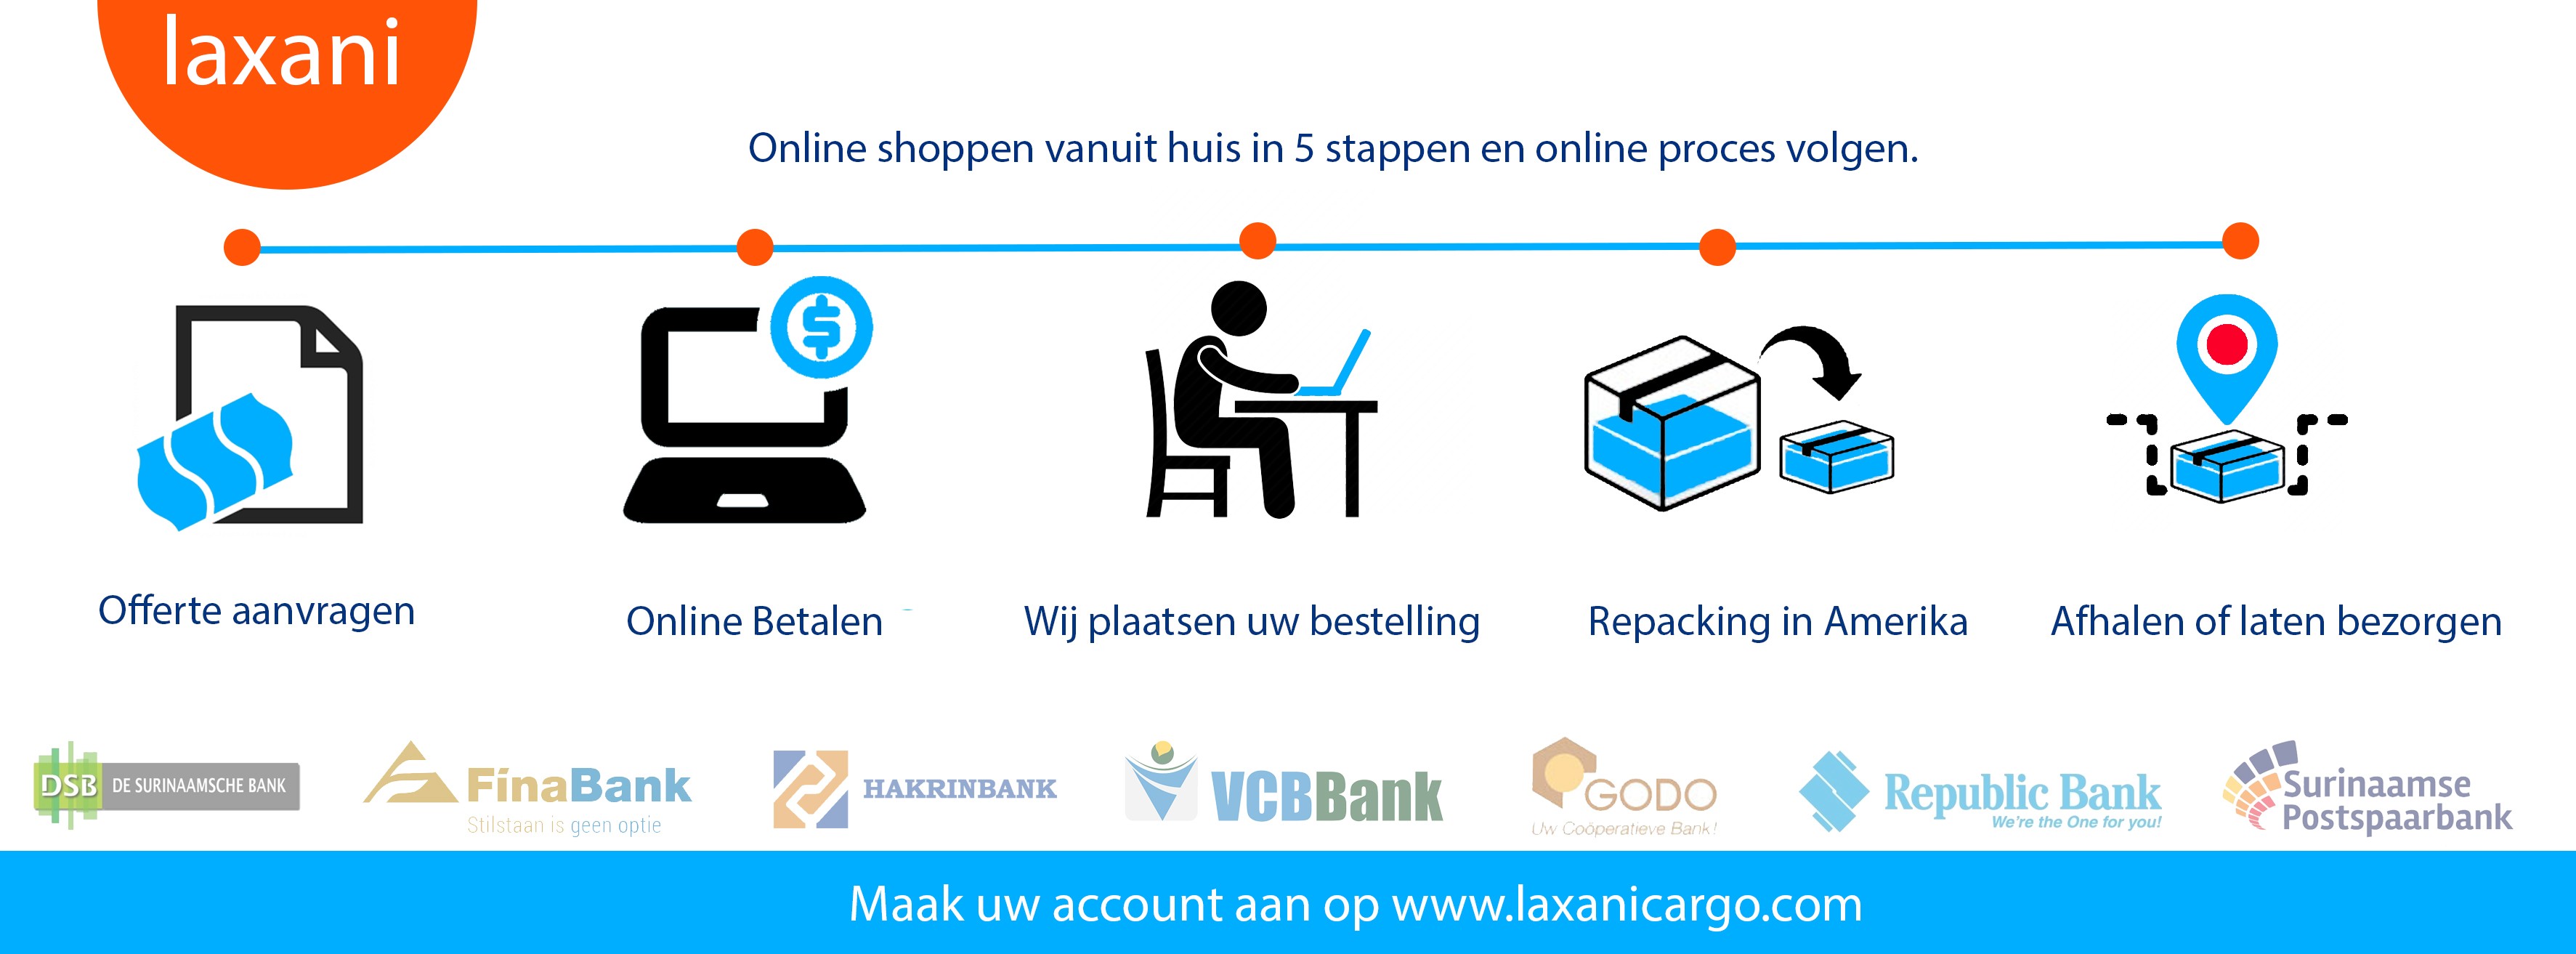 laxani
Online shoppen vanuit huis in 5 stappen en online proces volgen.
Offerte aanvragen
Online Betalen
Wij plaatsen uw bestelling
Repacking in Amerika
Afhalen of laten bezorgen
DSB DE SURINAAMSCHE BANK
FínaBank
Stilstaan is geen optie
HAKRINBANK
VCBBank
GODO
Uw Coöperatieve Bank!
Republic Bank
We're the One for you!
Surinaamse
Postspaarbank
Maak uw account aan op www.laxanicargo.com